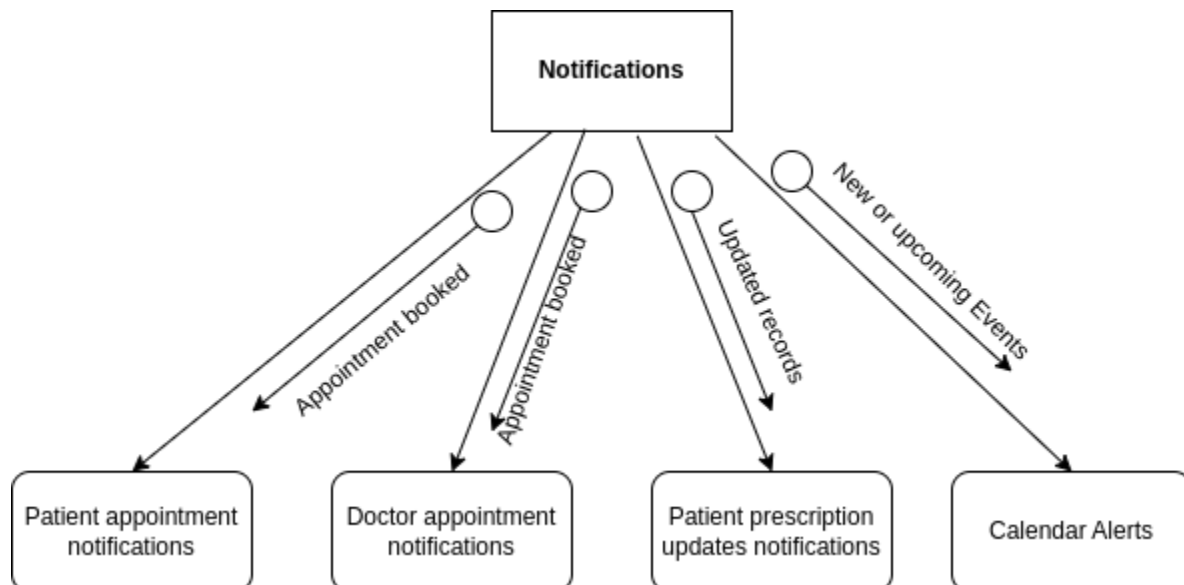 Notifications
Appointment booked
Appointment booked
Updated records
New or upcoming Events
Patient appointment
notifications
Doctor appointment
notifications
Patient prescription
updates notifications
Calendar Alerts